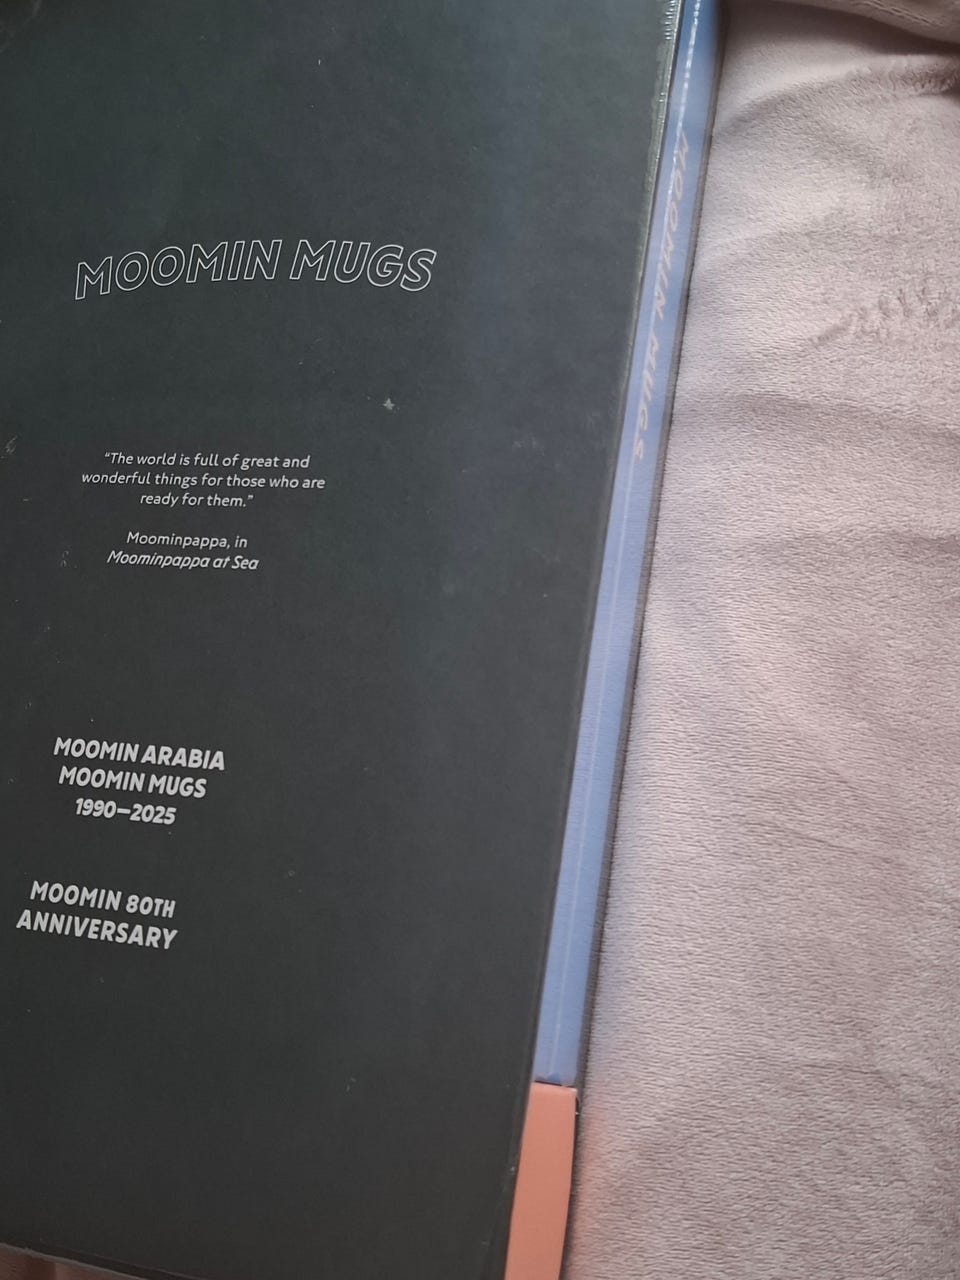 MOOMIN MUGS
“The world is full of great and
wonderful things for those who are
ready for them.”
Moominpappa, in
Moominpappa at Sea
MOOMIN ARABIA
MOOMIN MUGS
1990–2025
MOOMIN 80TH
ANNIVERSARY
MOOMIN MUGS